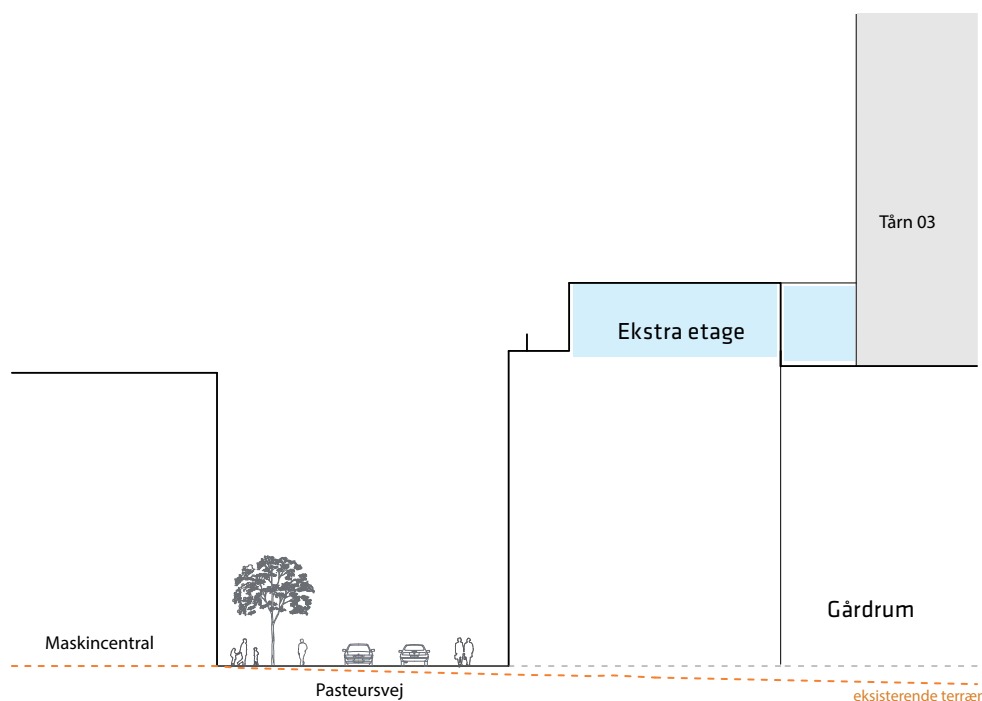 Tårn 03
Ekstra etage
Gårdrum
Maskincentral
Pasteursvej
eksisterende terræn